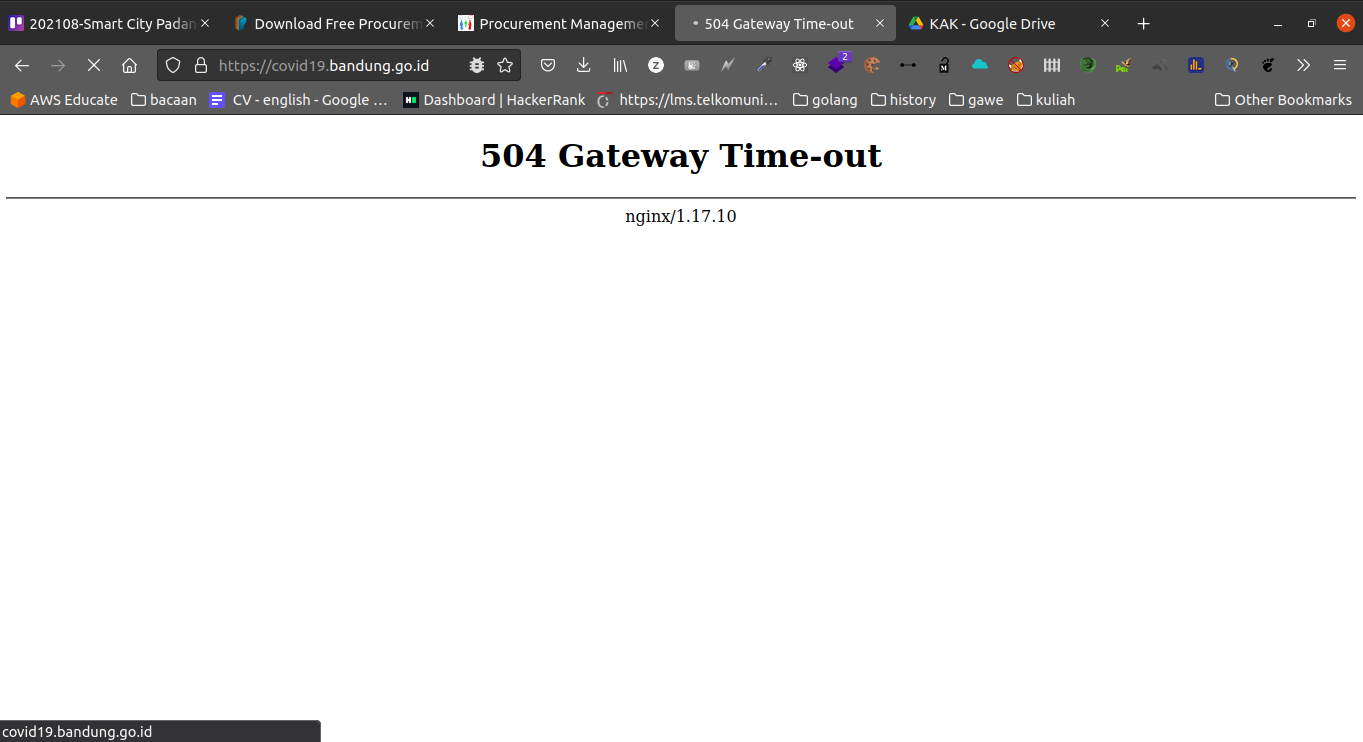 202108-Smart City Padan
Download Free Procurem
Procurement Manageme
504 Gateway Time-out
KAK - Google Drive
https://covid19.bandung.go.id
2
AWS Educate
bacaan
CV - english - Google ...
Dashboard | HackerRank
https://lms.telkomuni...
golang
history
gawe
kuliah
Other Bookmarks
504 Gateway Time-out
nginx/1.17.10
covid19.bandung.go.id